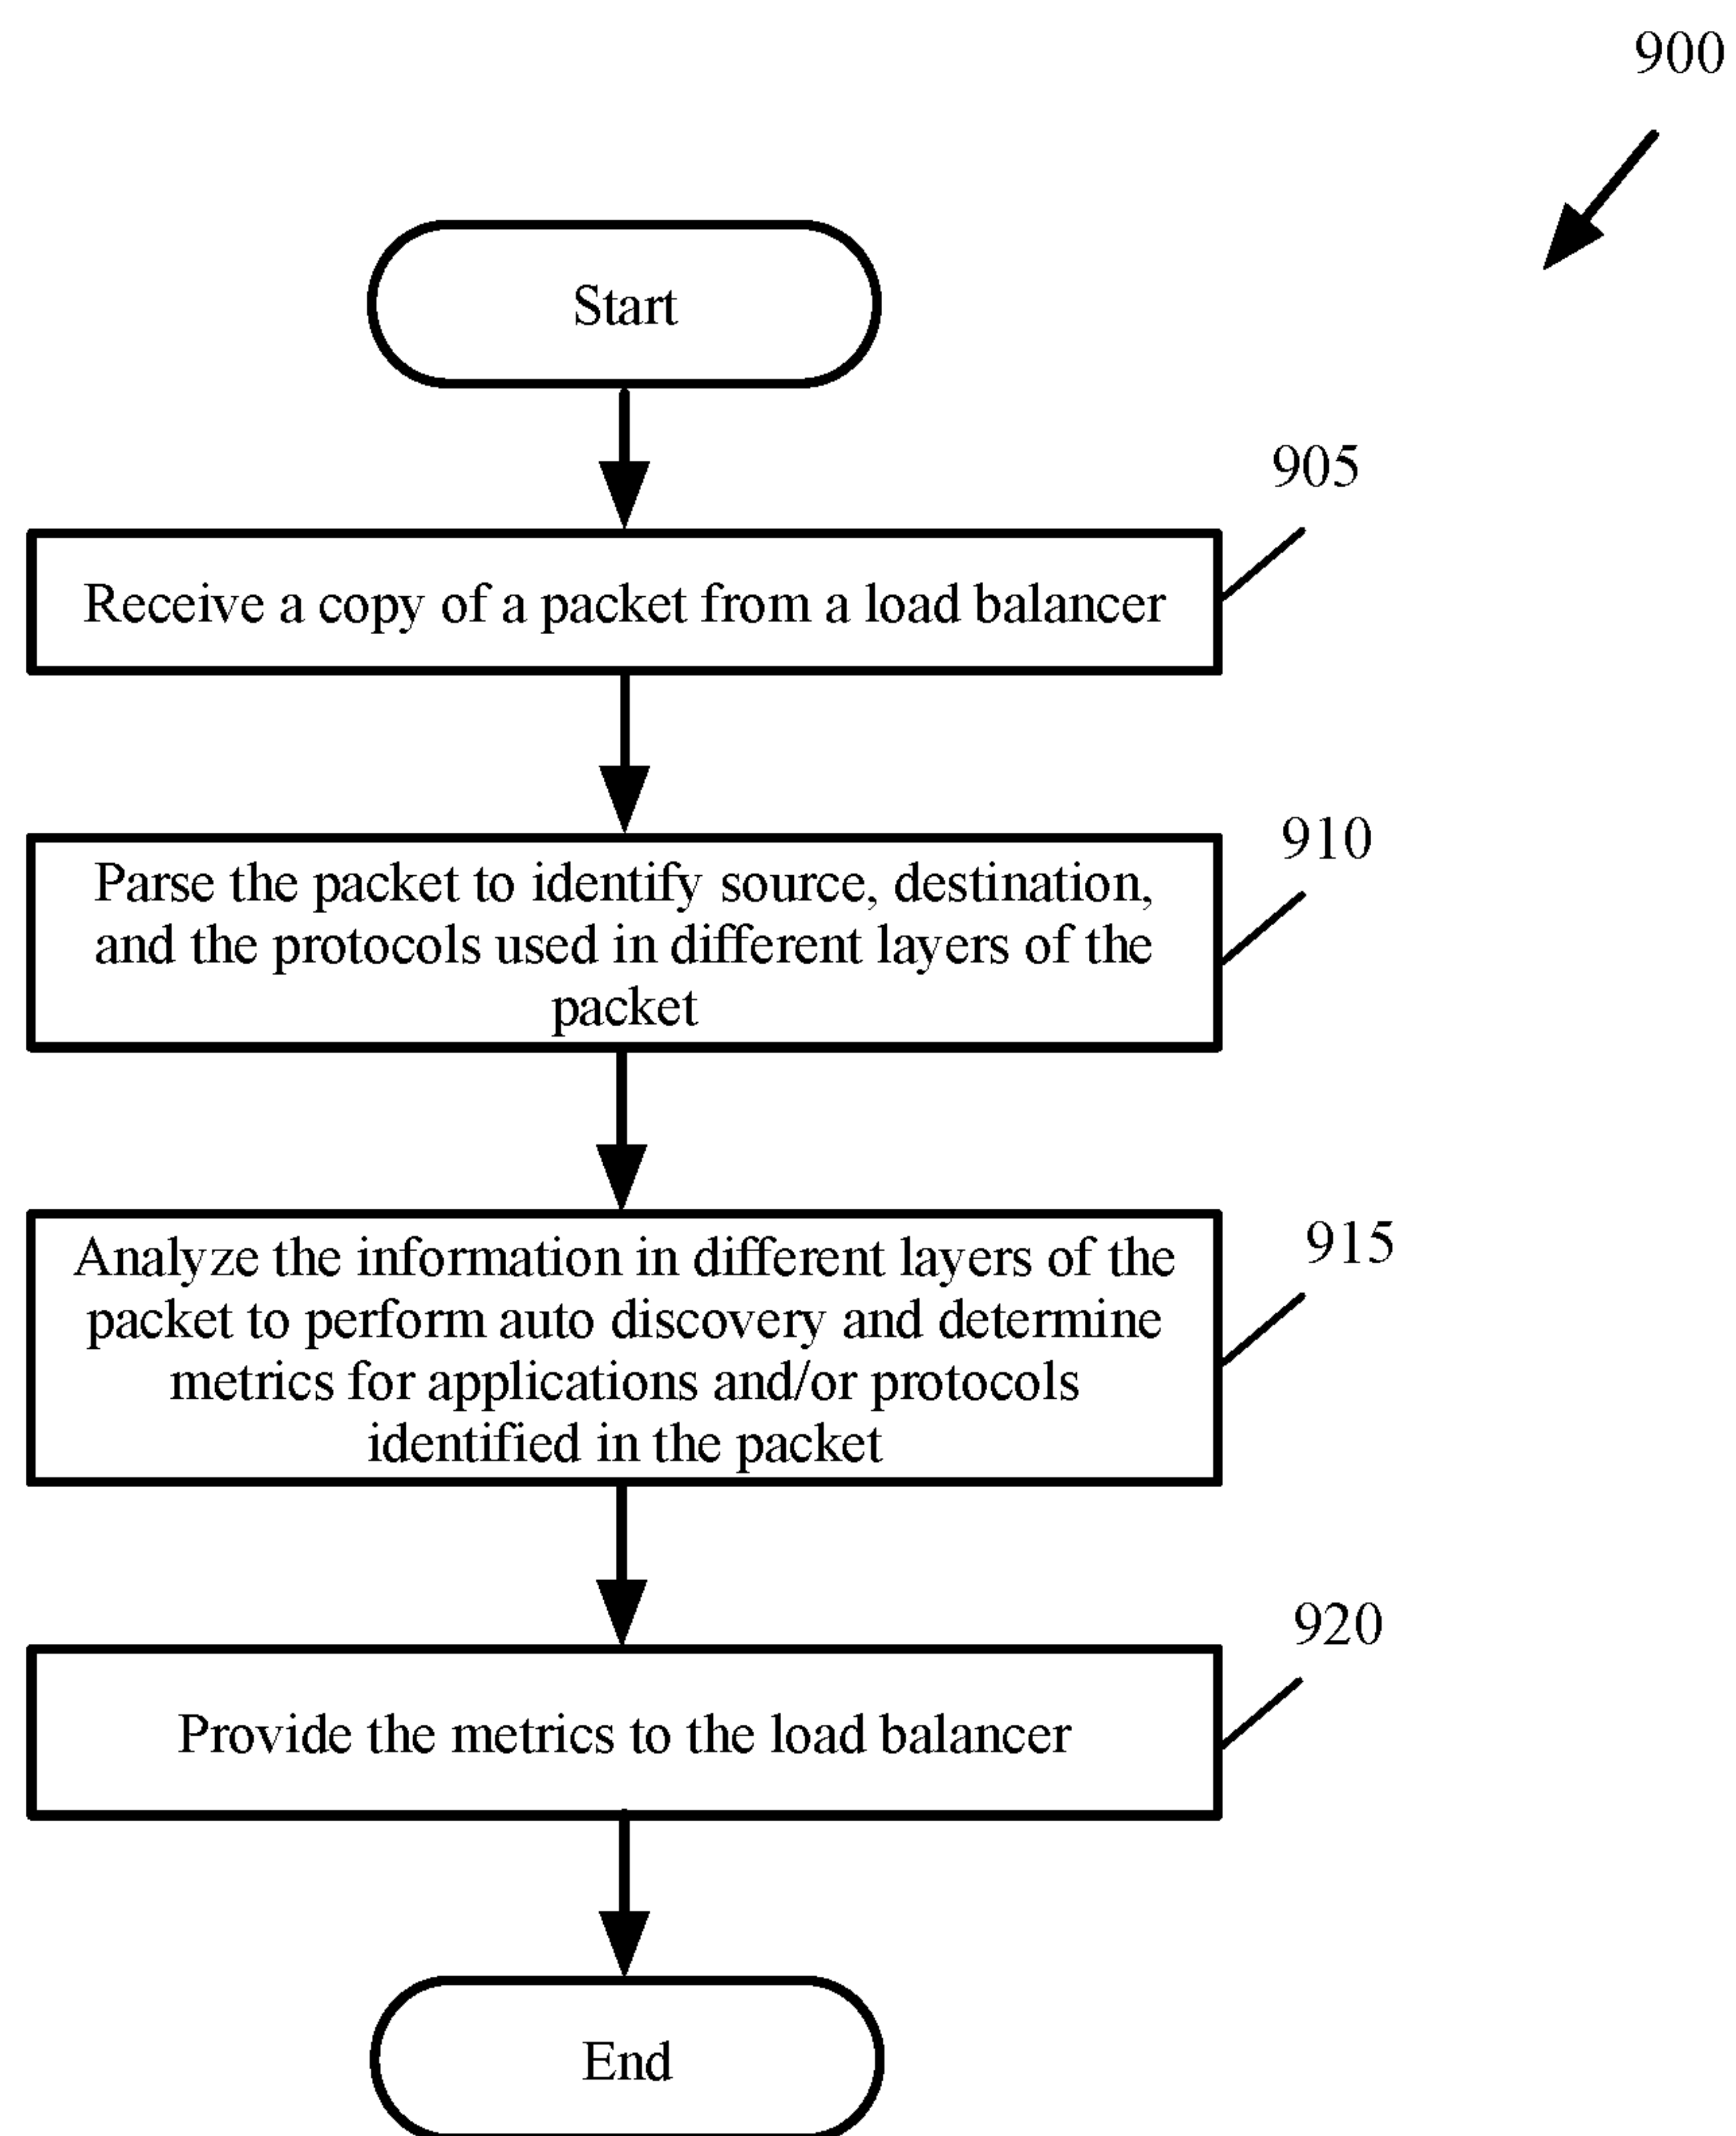 900
Start
905
Receive a copy of a packet from a load balancer
910
Parse the packet to identify source, destination,
and the protocols used in different layers of the
packet
915
Analyze the information in different layers of the
packet to perform auto discovery and determine
metrics for applications and/or protocols
identified in the packet
920
Provide the metrics to the load balancer
End